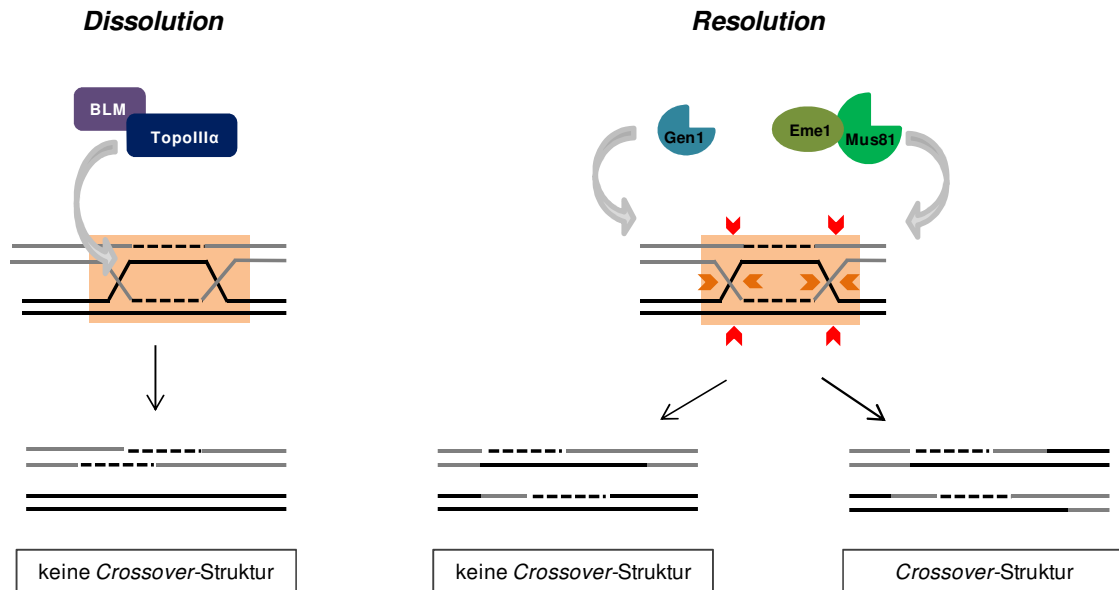 Dissolution
Resolution
BLM
TopoIIIα
Gen1
Eme1
Mus81
keine Crossover-Struktur
keine Crossover-Struktur
Crossover-Struktur